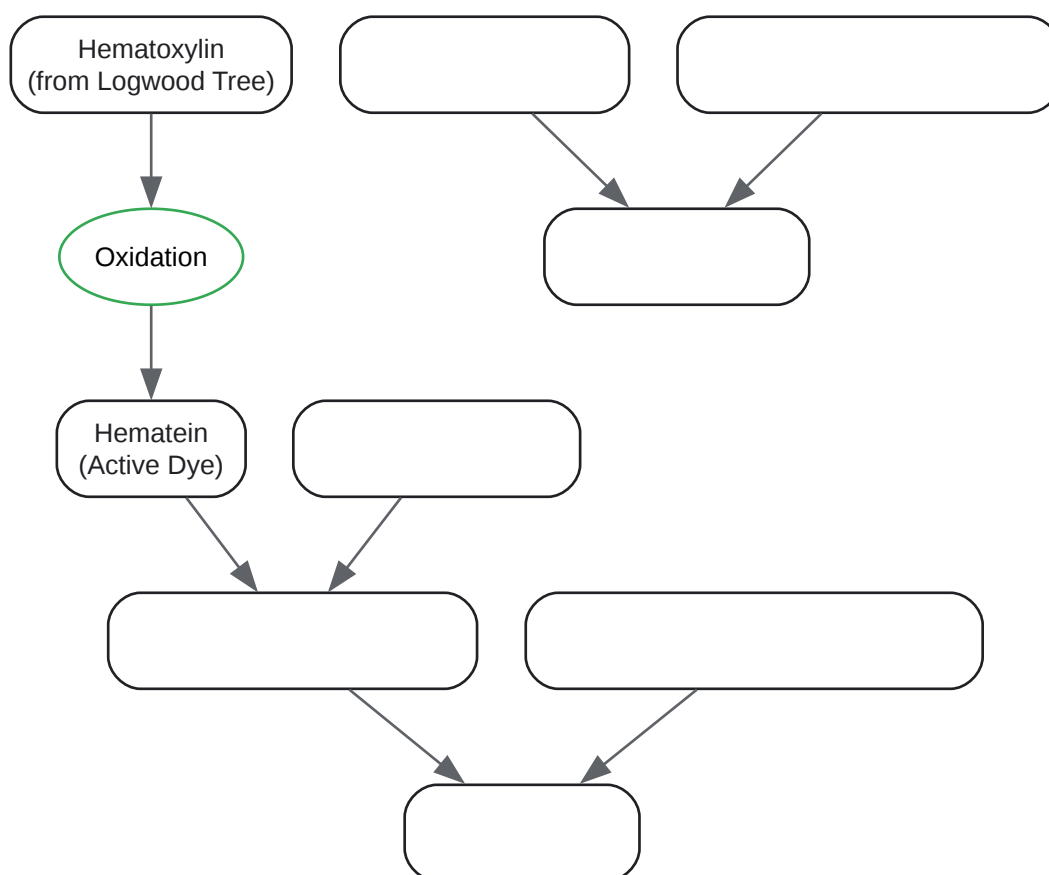 Hematoxylin
(from Logwood Tree)
Oxidation
Hematein
(Active Dye)